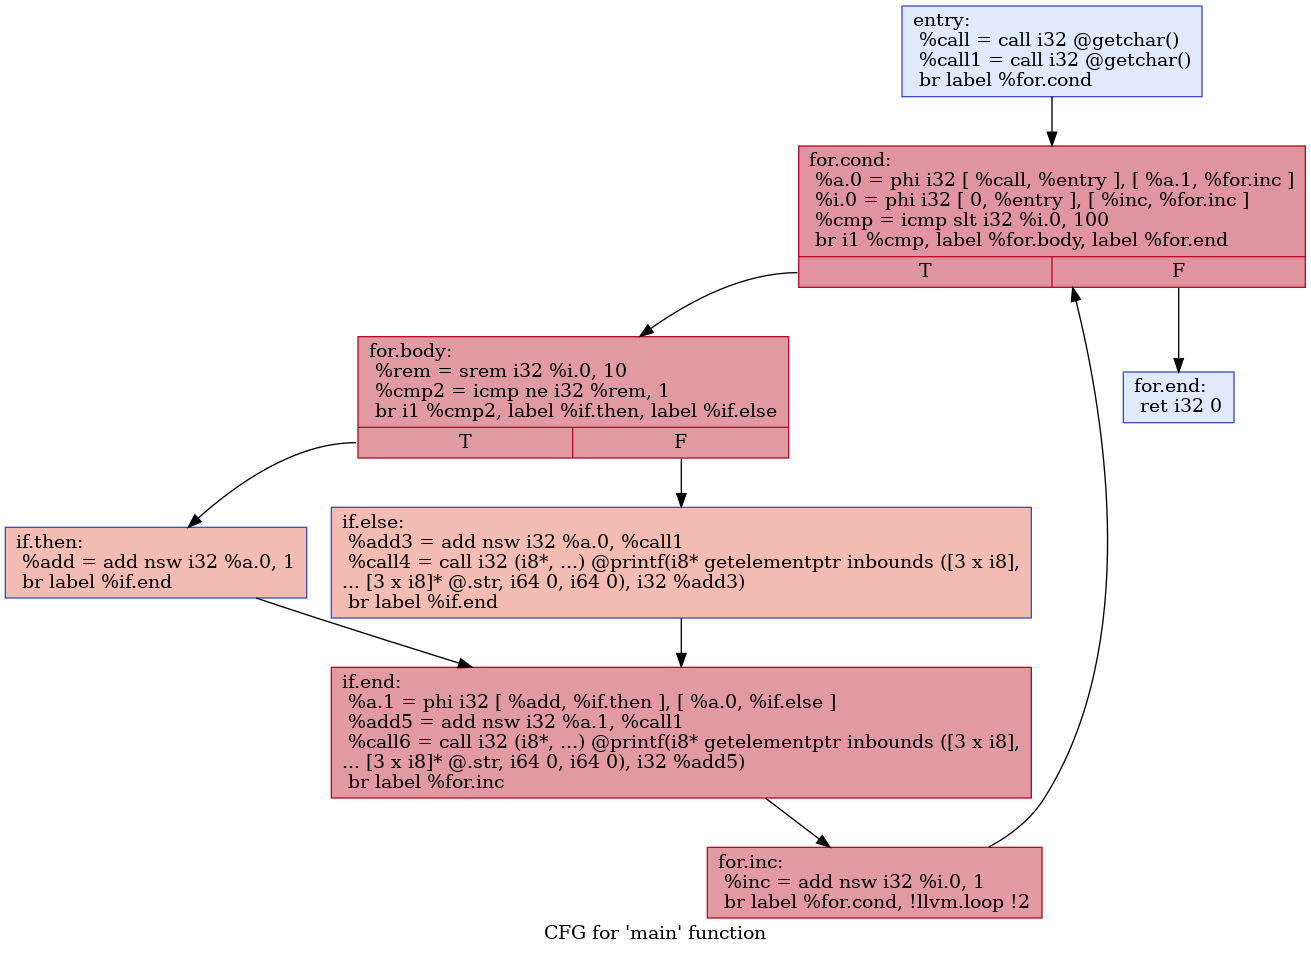 entry:
%call = call i32 @getchar()
%call1 = call i32 @getchar()
br label %for.cond
for.cond:
%a.0 = phi i32 [ %call, %entry ], [ %a.1, %for.inc ]
%i.0 = phi i32 [ 0, %entry ], [ %inc, %for.inc ]
%cmp = icmp slt i32 %i.0, 100
br i1 %cmp, label %for.body, label %for.end
T F
for.body:
%rem = srem i32 %i.0, 10
%cmp2 = icmp ne i32 %rem, 1
br i1 %cmp2, label %if.then, label %if.else
T F
for.end:
ret i32 0
if.then:
%add = add nsw i32 %a.0, 1
br label %if.end
if.else:
%add3 = add nsw i32 %a.0, %call1
%call4 = call i32 (i8*, ...) @printf(i8* getelementptr inbounds ([3 x i8],
... [3 x i8]* @.str, i64 0, i64 0), i32 %add3)
br label %if.end
if.end:
%a.1 = phi i32 [ %add, %if.then ], [ %a.0, %if.else ]
%add5 = add nsw i32 %a.1, %call1
%call6 = call i32 (i8*, ...) @printf(i8* getelementptr inbounds ([3 x i8],
... [3 x i8]* @.str, i64 0, i64 0), i32 %add5)
br label %for.inc
for.inc:
%inc = add nsw i32 %i.0, 1
br label %for.cond, !llvm.loop !2
CFG for 'main' function